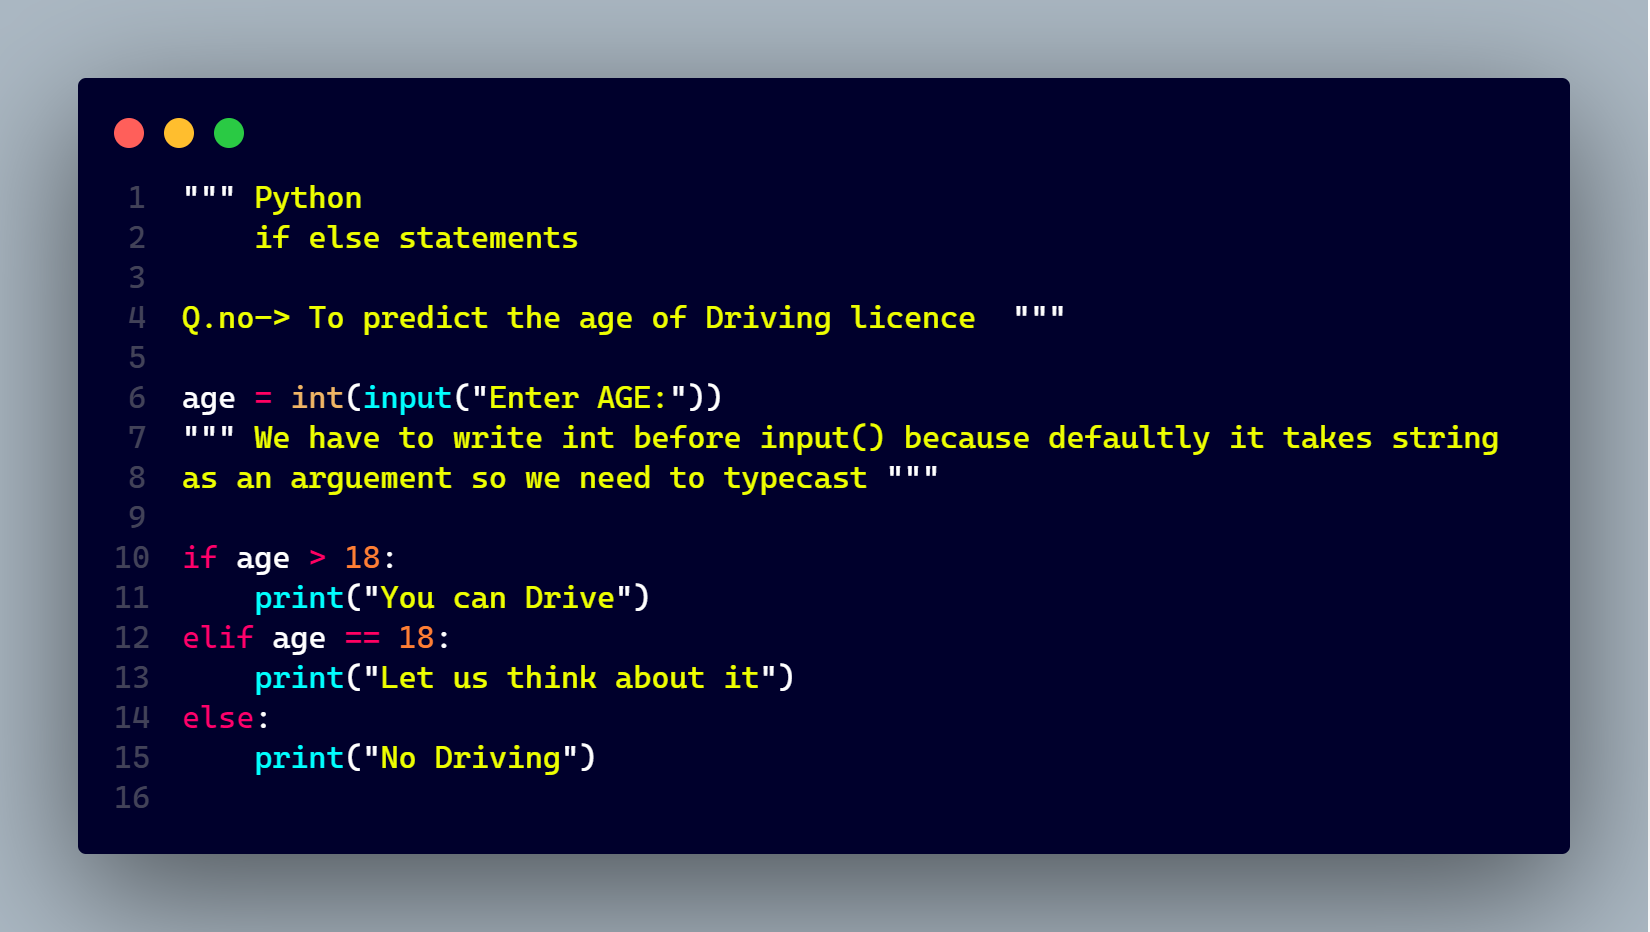 1 """ Python
2     if else statements
3
4 Q.no-> To predict the age of Driving licence  """
5
6 age = int(input("Enter AGE:"))
7 """ We have to write int before input() because defaultly it takes string
8 as an arguement so we need to typecast """
9
10 if age > 18:
11     print("You can Drive")
12 elif age == 18:
13     print("Let us think about it")
14 else:
15     print("No Driving")
16